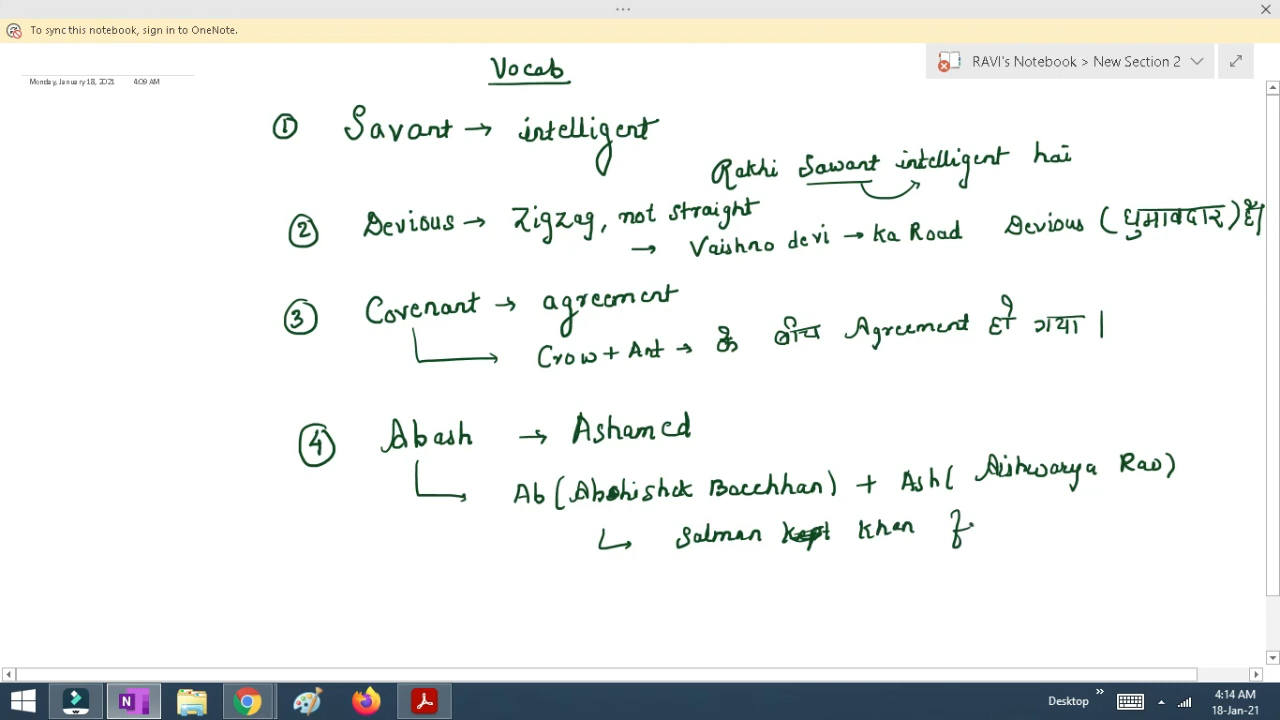 To sync this notebook, sign in to OneNote.
RAVI's Notebook > New Section 2
Monday, January 18, 2021 4:09 AM
Vocab
① Savant → intelligent
Rakhi Sawant intelligent hai
② Devious → Zigzag, not straight
→ Vaishno devi → ka Road Devious (घुमावदार) है।
③ Covenant → agreement
Crow + Ant → के बीच Agreement हो गया |
④ Abash → Ashamed
Ab (Abohishek Bacchhan) + Ash( Aishwarya Rao)
Salman Khan
Desktop
4:14 AM
18-Jan-21